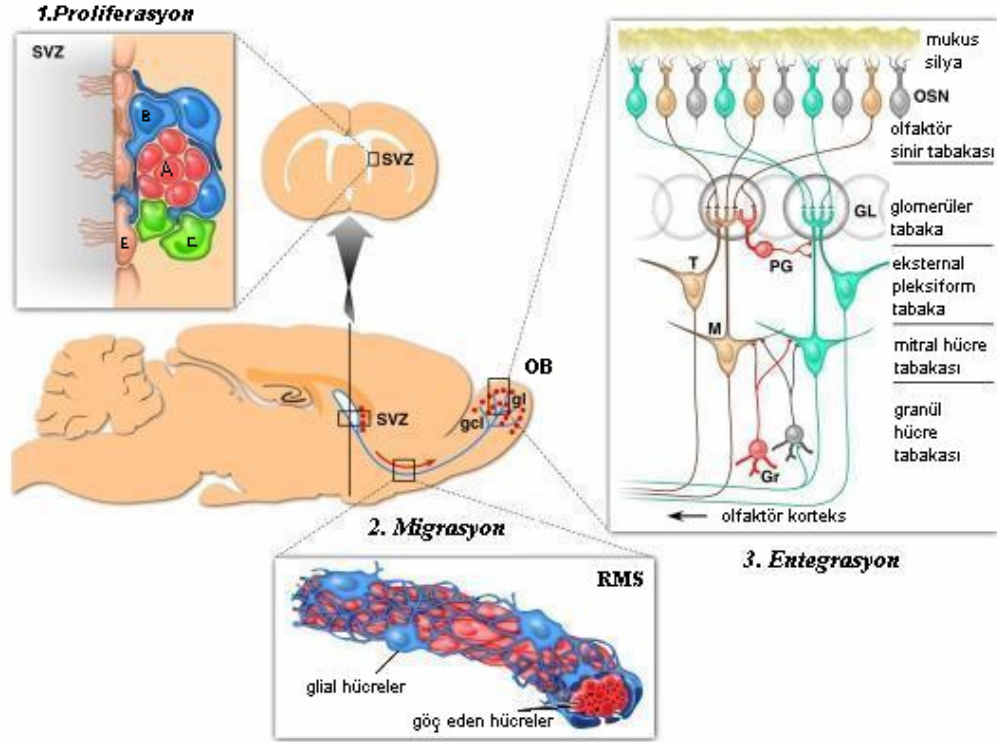 1.Proliferasyon
SVZ
B
A
E
C
SVZ
OB
SVZ
gcl
gl
2. Migrasyon
RMS
glial hücreler
göç eden hücreler
mukus
silya
OSN
olfaktör
sinir tabakası
GL
glomerüler
tabaka
PG
T
eksternal
pleksiform
tabaka
M
mitral hücre
tabakası
granül
hücre
tabakası
Gr
olfaktör korteks
3. Entegrasyon